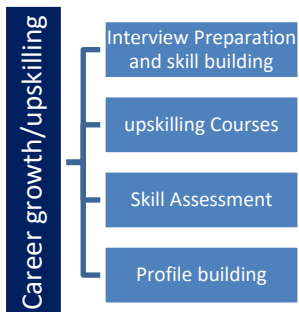 Career growth/upskilling
Interview Preparation
and skill building
upskilling Courses
Skill Assessment
Profile building